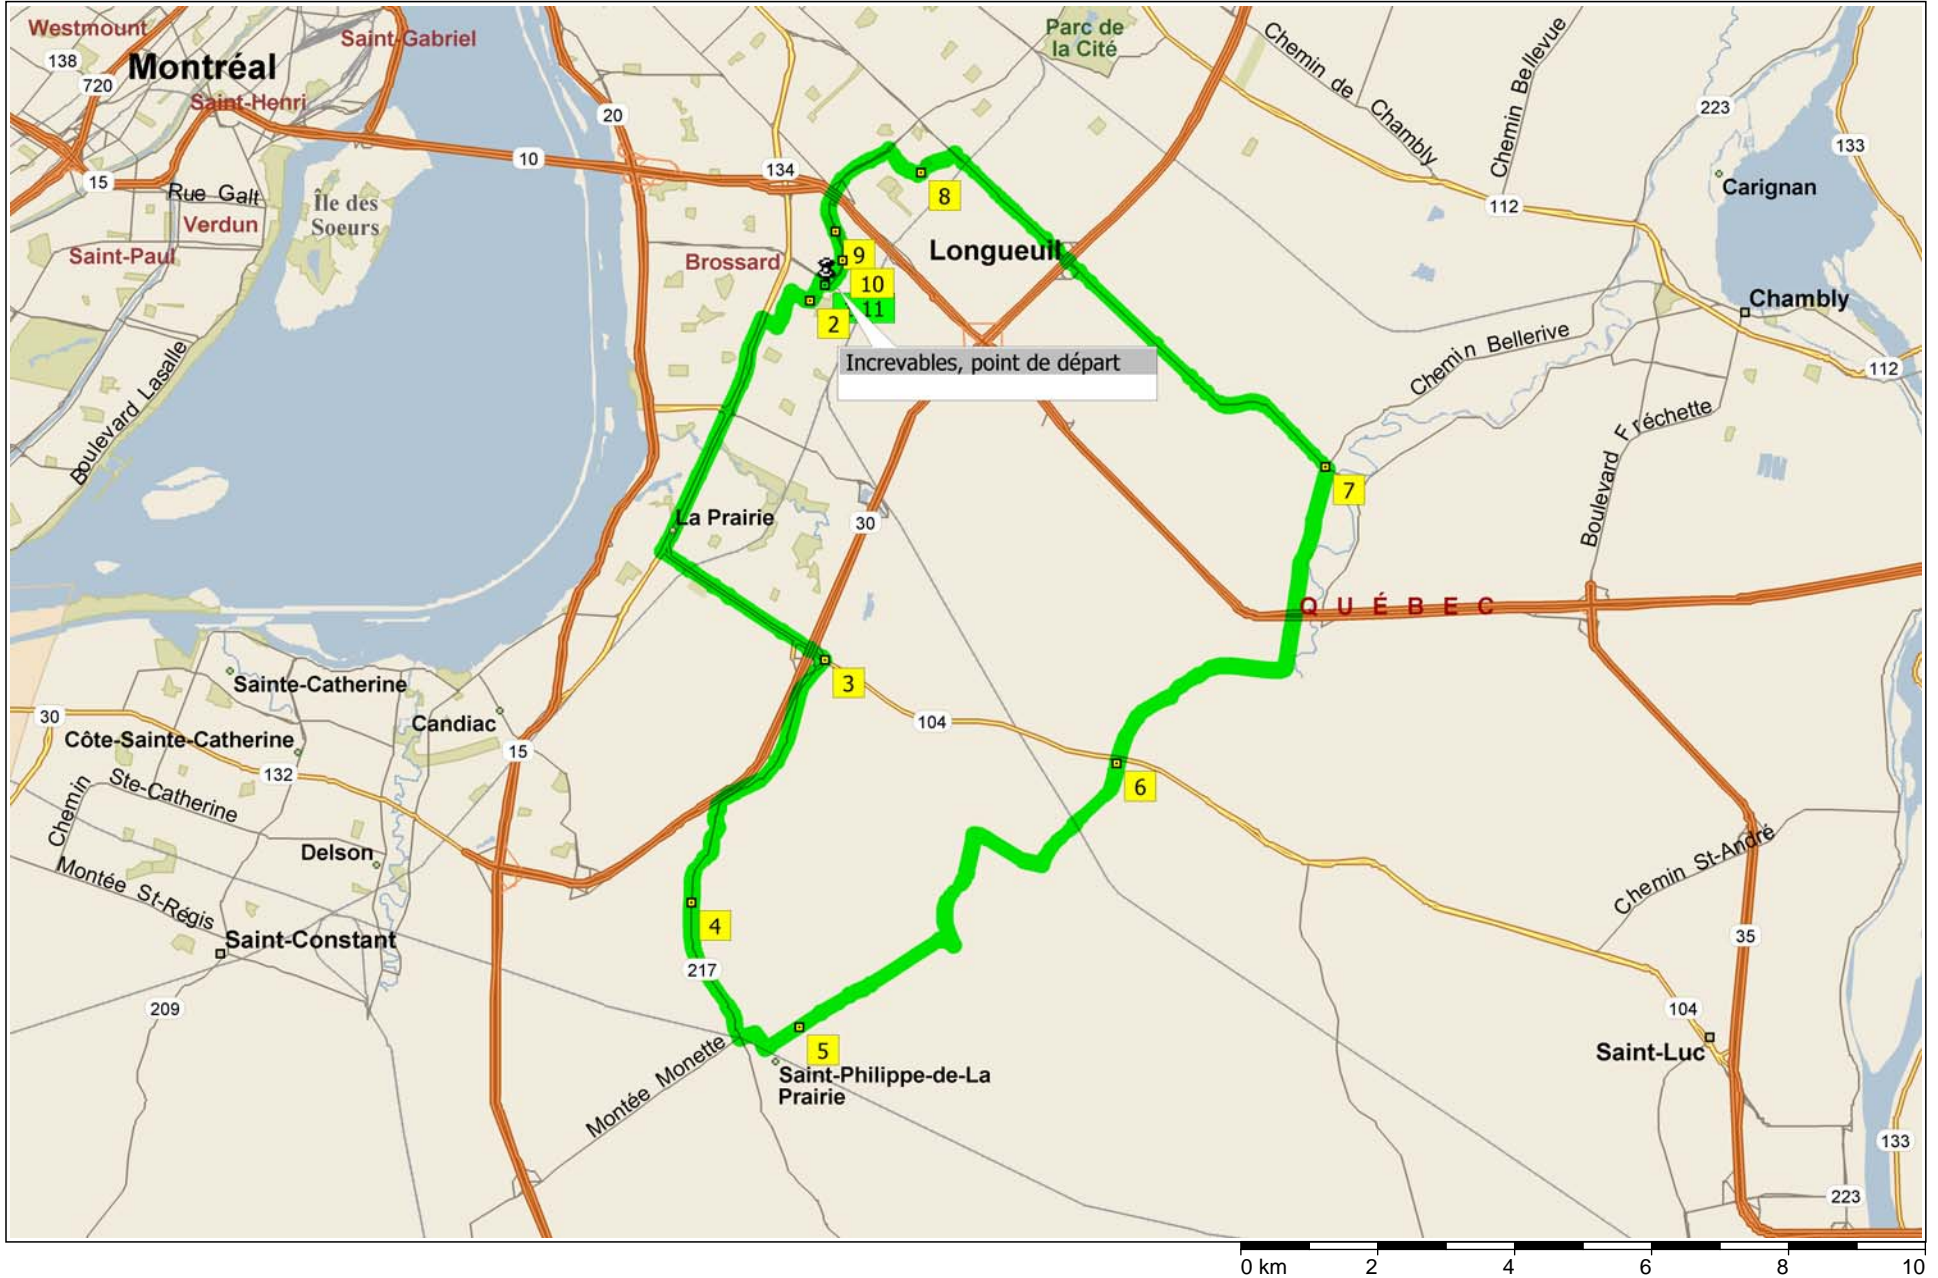 Westmount
138
Montréal
720
Saint-Gabriel
Saint-Henri
20
10
134
15
Rue Galt
Île des
Soeurs
Verdun
Saint-Paul
Brossard
Parc de
la Cité
Chemin de Chambly
Chemin Bellevue
223
133
Carignan
112
8
Longueuil
9
10
11
2
Increvables, point de départ
Chambly
Chemin Bellerive
112
Boulevard Lasalle
Boulevard Fréchette
7
La Prairie
30
QUÉBEC
Sainte-Catherine
3
30
Candiac
104
Côte-Sainte-Catherine
15
132
6
Chemin
Ste-Catherine
Delson
Montée St-Régis
Chemin St-André
4
Saint-Constant
35
217
209
104
5
Saint-Luc
Montée Monette
Saint-Philippe-de-La
Prairie
133
223
0 km 2 4 6 8 10